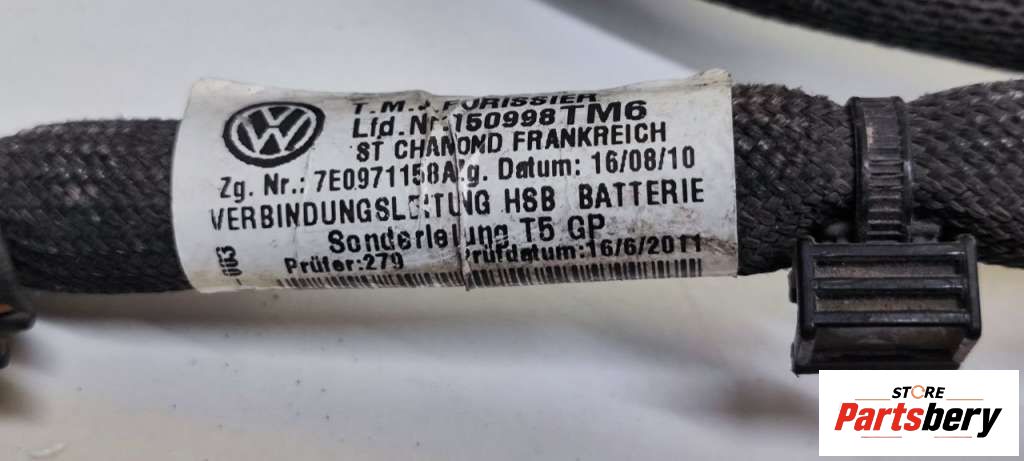 T.M.J.FORISSIER
Lfd.Nr 150998TM6
ST CHAMOND FRANKREICH
Zg. Nr.: 7E0971158A Zg. Datum: 16/08/10
VERBINDUNGSLEITUNG HSB BATTERIE
Sonderleitung T5 GP
Prüfer:279 Prüfdatum:16/6/2011
STORE
Partsbery